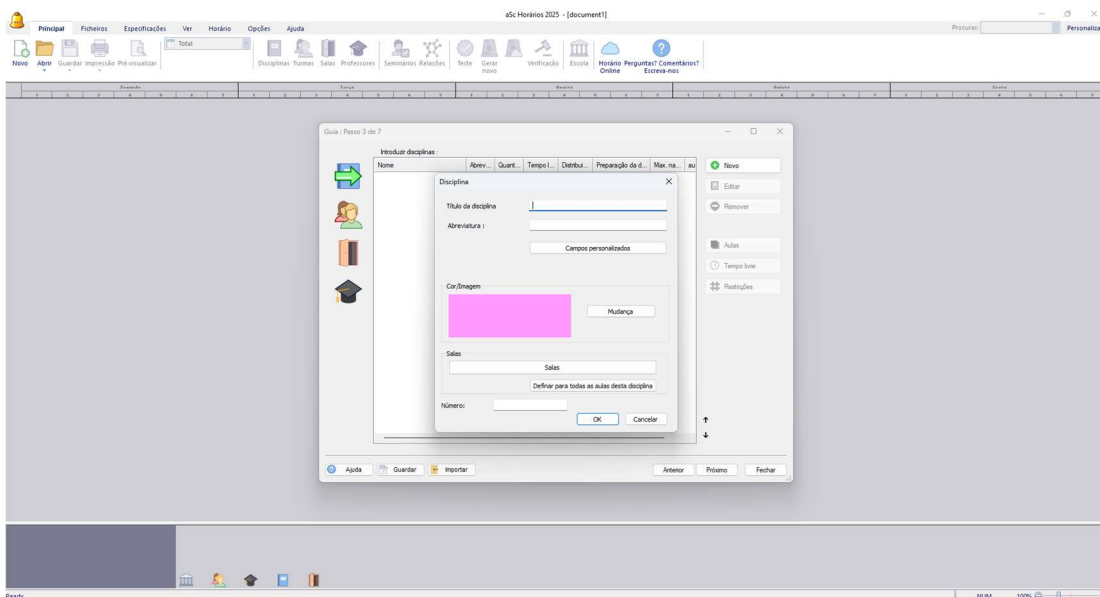 aSc Horários 2025 - [document1]
Principal Ficheiros Especificações Ver Horário Opções Ajuda Procurar: Personaliza
Total
Novo Abrir Guardar Impressão Pré-visualizar Disciplinas Turmas Salas Professores Seminários Relações Teste Gerar novo Verificação Escola Horário Online Perguntas? Comentários? Escreva-nos
Segunda Terça Quarta Quinta Sexta
Guia : Passo 3 de 7
Introduzir disciplinas :
Nome Abrev... Quant... Tempo l... Distribui... Preparação da d... Max. na... au
Novo
Editar
Remover
Aulas
Tempo livre
Restrições
Disciplina
Título da disciplina
Abreviatura :
Campos personalizados
Cor/Imagem
Mudança
Salas
Salas
Definar para todas as aulas desta disciplina
Número:
OK Cancelar
Ajuda Guardar Importar Anterior Próximo Fechar
Ready NUM 100%